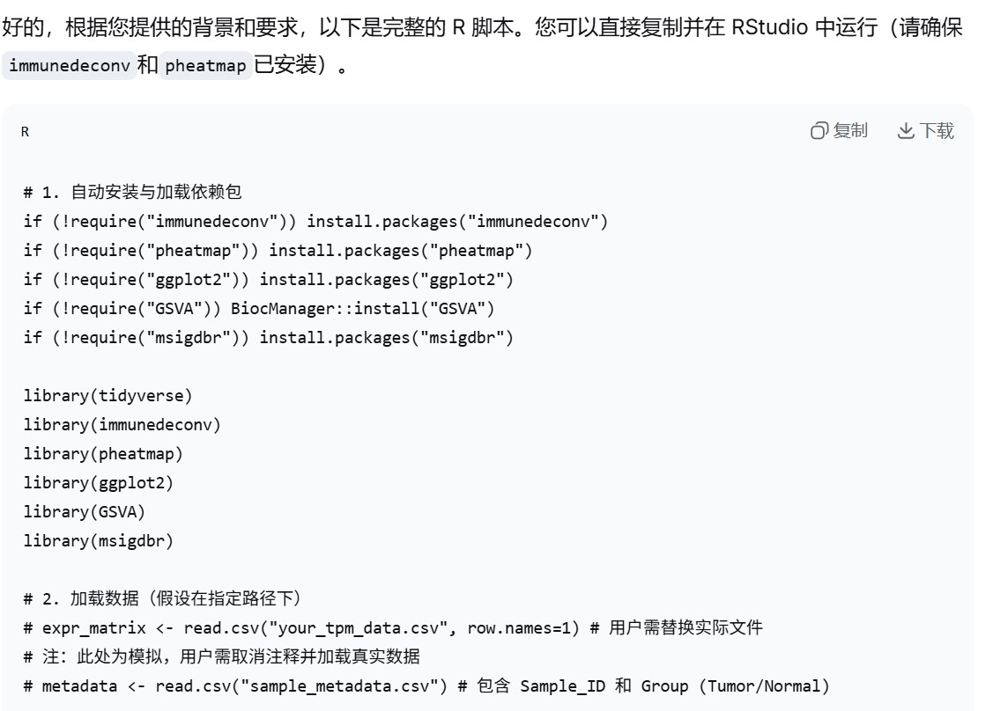 好的，根据您提供的背景和要求，以下是完整的 R 脚本。您可以直接复制并在 RStudio 中运行（请确保
immunedeconv 和 pheatmap 已安装）。
R
复制
下载
# 1. 自动安装与加载依赖包
if (!require("immunedeconv")) install.packages("immunedeconv")
if (!require("pheatmap")) install.packages("pheatmap")
if (!require("ggplot2")) install.packages("ggplot2")
if (!require("GSVA")) BiocManager::install("GSVA")
if (!require("msigdbr")) install.packages("msigdbr")
library(tidyverse)
library(immunedeconv)
library(pheatmap)
library(ggplot2)
library(GSVA)
library(msigdbr)
# 2. 加载数据（假设在指定路径下）
# expr_matrix <- read.csv("your_tpm_data.csv", row.names=1) # 用户需替换实际文件
# 注：此处为模拟，用户需取消注释并加载真实数据
# metadata <- read.csv("sample_metadata.csv") # 包含 Sample_ID 和 Group (Tumor/Normal)